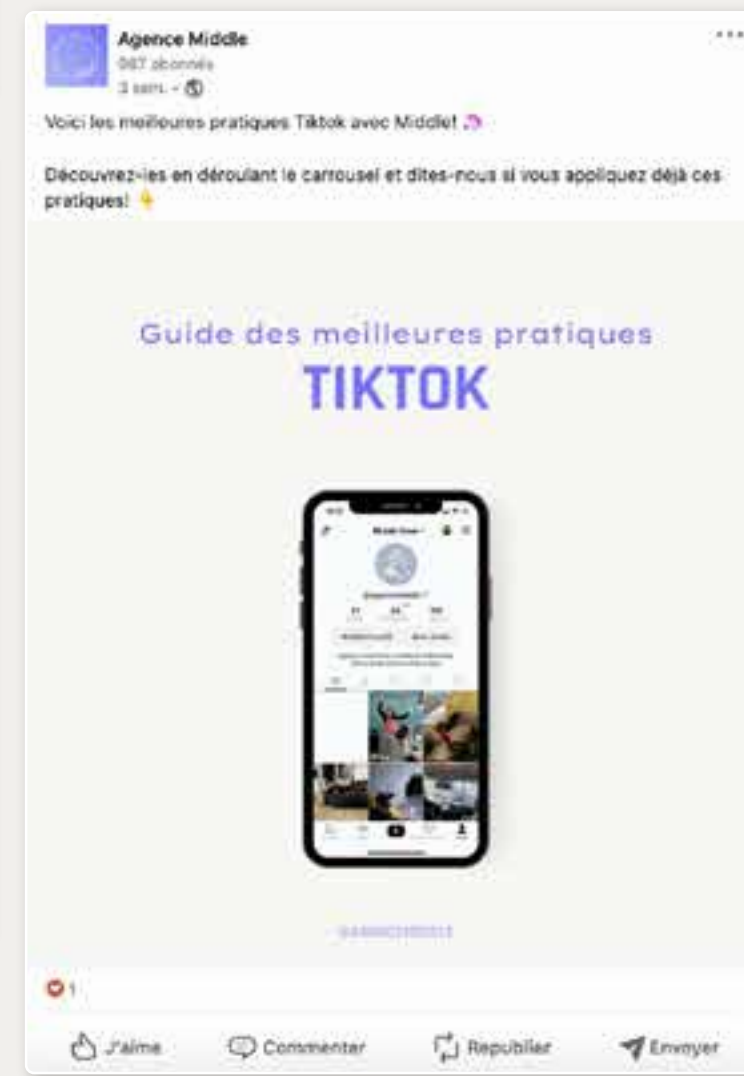 Agence Middle
abonnés
3 sem.
Voici les meilleures pratiques Tiktok avec Middle!
Découvrez-les en déroulant le carrousel et dites-nous si vous appliquez déjà ces
pratiques!
Guide des meilleures pratiques
TIKTOK
1
J'aime
Commenter
Republier
Envoyer